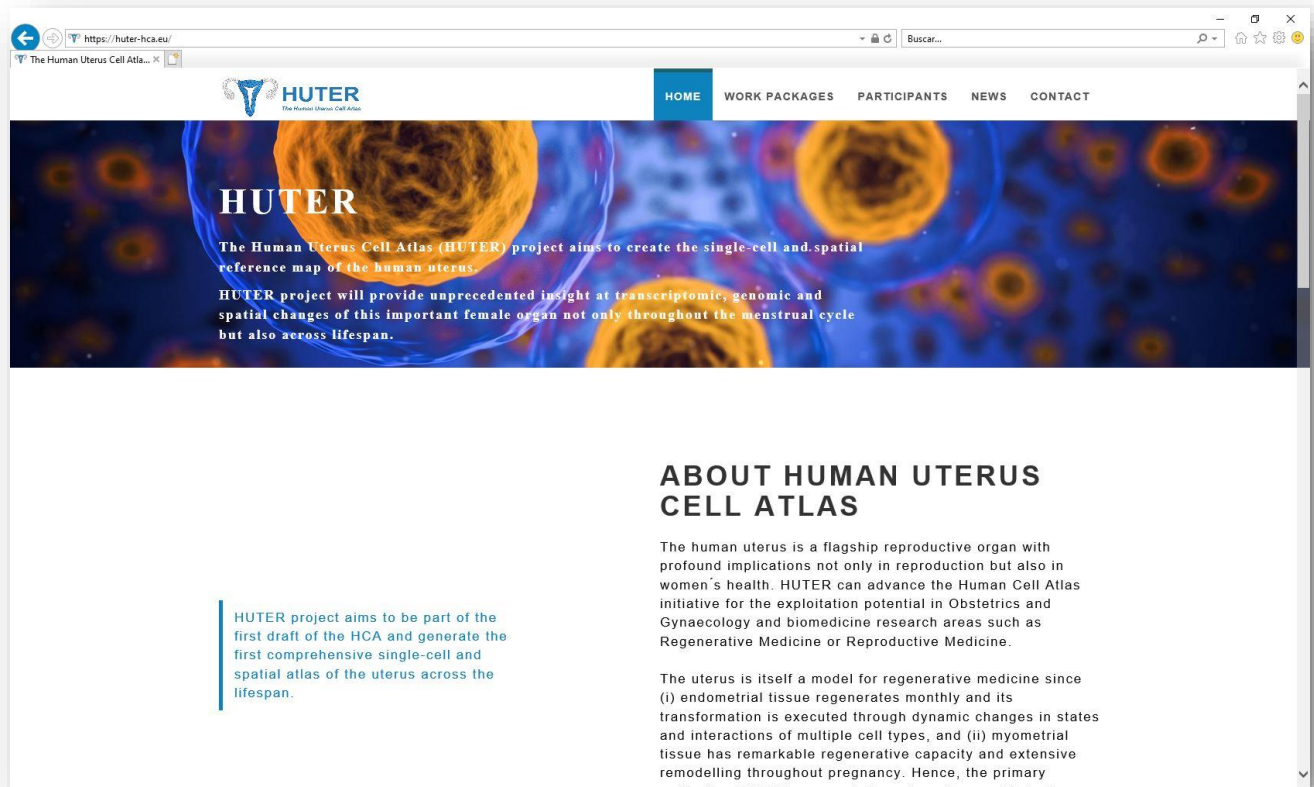 https://huter-hca.eu/
Buscar...
The Human Uterus Cell Atla...
HUTER
The Human Uterus Cell Atlas
HOME
WORK PACKAGES
PARTICIPANTS
NEWS
CONTACT
HUTER
The Human Uterus Cell Atlas (HUTER) project aims to create the single-cell and spatial
reference map of the human uterus.
HUTER project will provide unprecedented insight at transcriptomic, genomic and
spatial changes of this important female organ not only throughout the menstrual cycle
but also across lifespan.
HUTER project aims to be part of the
first draft of the HCA and generate the
first comprehensive single-cell and
spatial atlas of the uterus across the
lifespan.
ABOUT HUMAN UTERUS
CELL ATLAS
The human uterus is a flagship reproductive organ with
profound implications not only in reproduction but also in
women´s health. HUTER can advance the Human Cell Atlas
initiative for the exploitation potential in Obstetrics and
Gynaecology and biomedicine research areas such as
Regenerative Medicine or Reproductive Medicine.
The uterus is itself a model for regenerative medicine since
(i) endometrial tissue regenerates monthly and its
transformation is executed through dynamic changes in states
and interactions of multiple cell types, and (ii) myometrial
tissue has remarkable regenerative capacity and extensive
remodelling throughout pregnancy. Hence, the primary